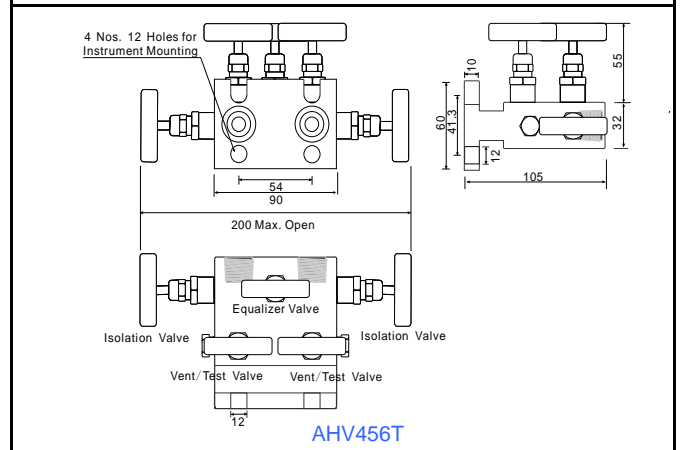 4 Nos. 12 Holes for
Instrument Mounting
54
90
200 Max. Open
10
60
41.3
12
105
55
32
Equalizer Valve
Isolation Valve
Isolation Valve
Vent/Test Valve
Vent/Test Valve
12
AHV456T